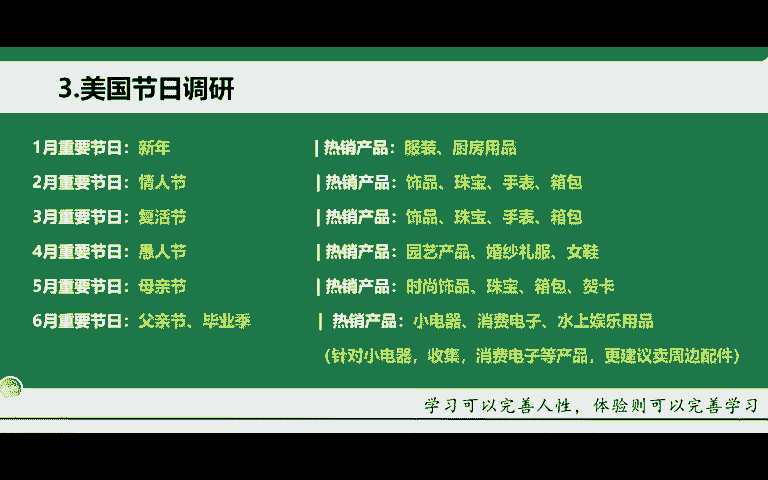 3.美国节日调研
1月重要节日：新年 | 热销产品：服装、厨房用品
2月重要节日：情人节 | 热销产品：饰品、珠宝、手表、箱包
3月重要节日：复活节 | 热销产品：饰品、珠宝、手表、箱包
4月重要节日：愚人节 | 热销产品：园艺产品、婚纱礼服、女鞋
5月重要节日：母亲节 | 热销产品：时尚饰品、珠宝、箱包、贺卡
6月重要节日：父亲节、毕业季 | 热销产品：小电器、消费电子、水上娱乐用品
（针对小电器，收集，消费电子等产品，更建议卖周边配件）
学习可以完善人性，体验则可以完善学习